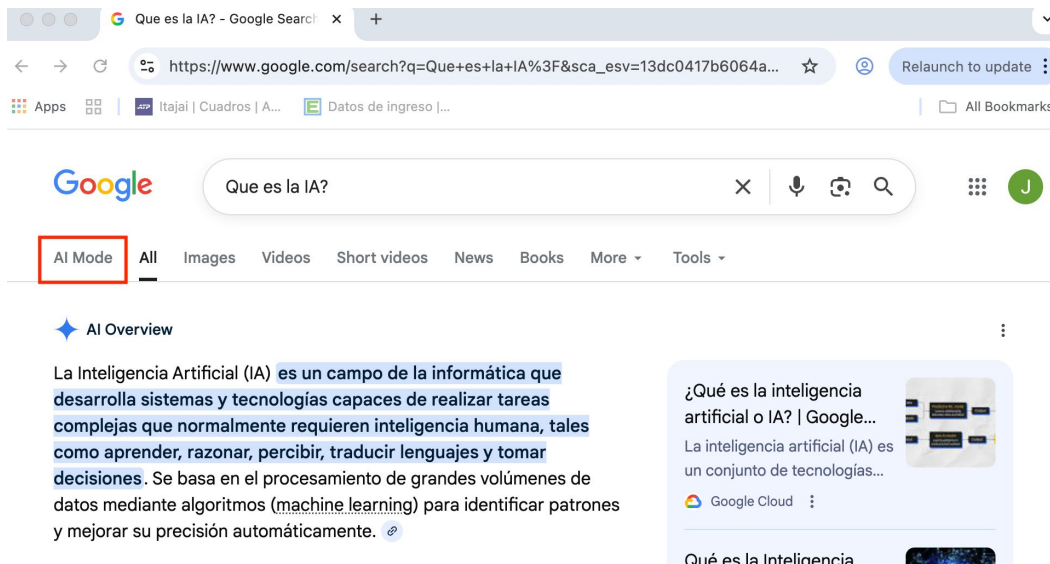 Que es la IA? - Google Search
https://www.google.com/search?q=Que+es+la+IA%3F&sca_esv=13dc0417b6064a...
Relaunch to update
Apps
Itajai | Cuadros | A...
Datos de ingreso |...
All Bookmarks
Google
Que es la IA?
J
AI Mode All Images Videos Short videos News Books More Tools
AI Overview
La Inteligencia Artificial (IA) es un campo de la informática que
desarrolla sistemas y tecnologías capaces de realizar tareas
complejas que normalmente requieren inteligencia humana, tales
como aprender, razonar, percibir, traducir lenguajes y tomar
decisiones. Se basa en el procesamiento de grandes volúmenes de
datos mediante algoritmos (machine learning) para identificar patrones
y mejorar su precisión automáticamente.
¿Qué es la inteligencia
artificial o IA? | Google...
La inteligencia artificial (IA) es
un conjunto de tecnologías...
Google Cloud
Qué es la Inteligencia